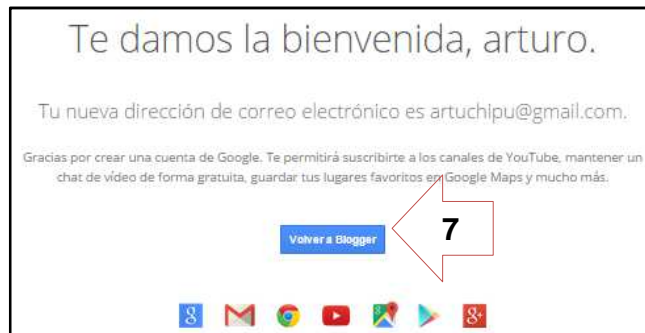 Te damos la bienvenida, arturo.
Tu nueva dirección de correo electrónico es artuchipu@gmail.com.
Gracias por crear una cuenta de Google. Te permitirá suscribirte a los canales de YouTube, mantener un
chat de vídeo de forma gratuita, guardar tus lugares favoritos en Google Maps y mucho más.
Volver a Blogger
7